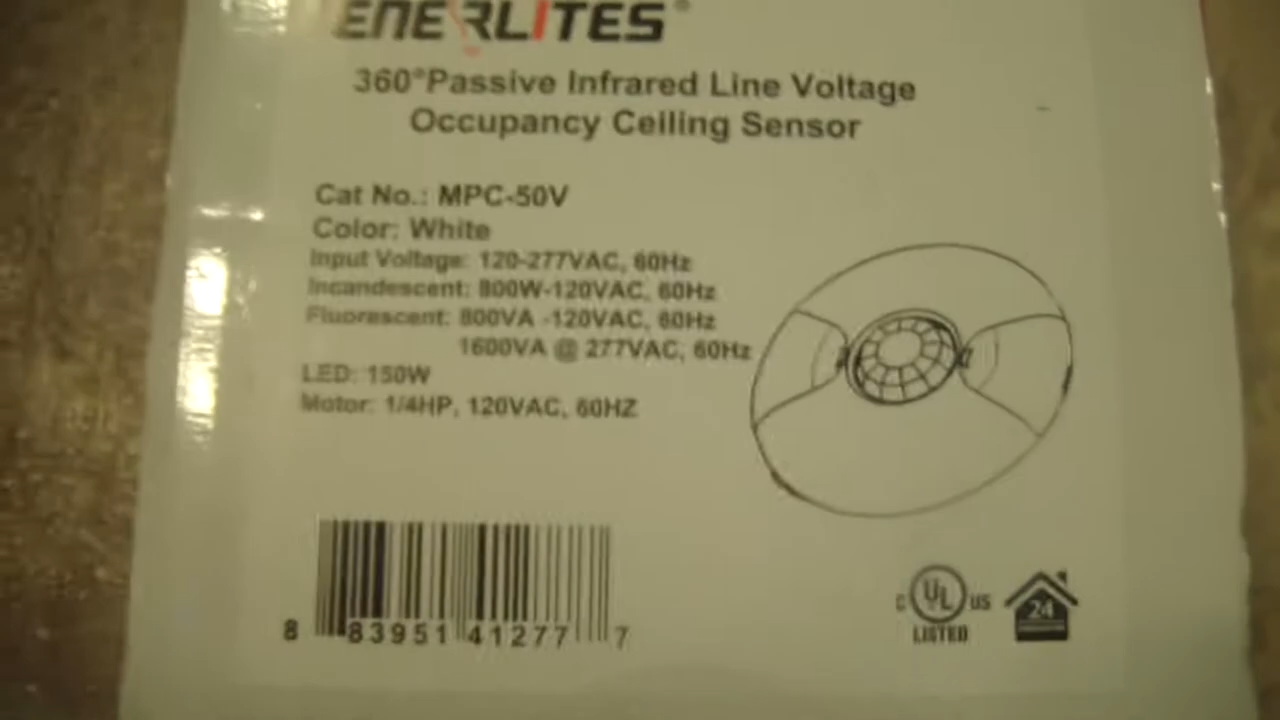 ENERLITES®
360°Passive Infrared Line Voltage
Occupancy Ceiling Sensor
Cat No.: MPC-50V
Color: White
Input Voltage: 120-277VAC, 60Hz
Incandescent: 800W-120VAC, 60Hz
Fluorescent: 800VA -120VAC, 60Hz
1600VA @ 277VAC, 60Hz
LED: 150W
Motor: 1/4HP, 120VAC, 60HZ
8 83951 41277 7
C UL US
LISTED
24